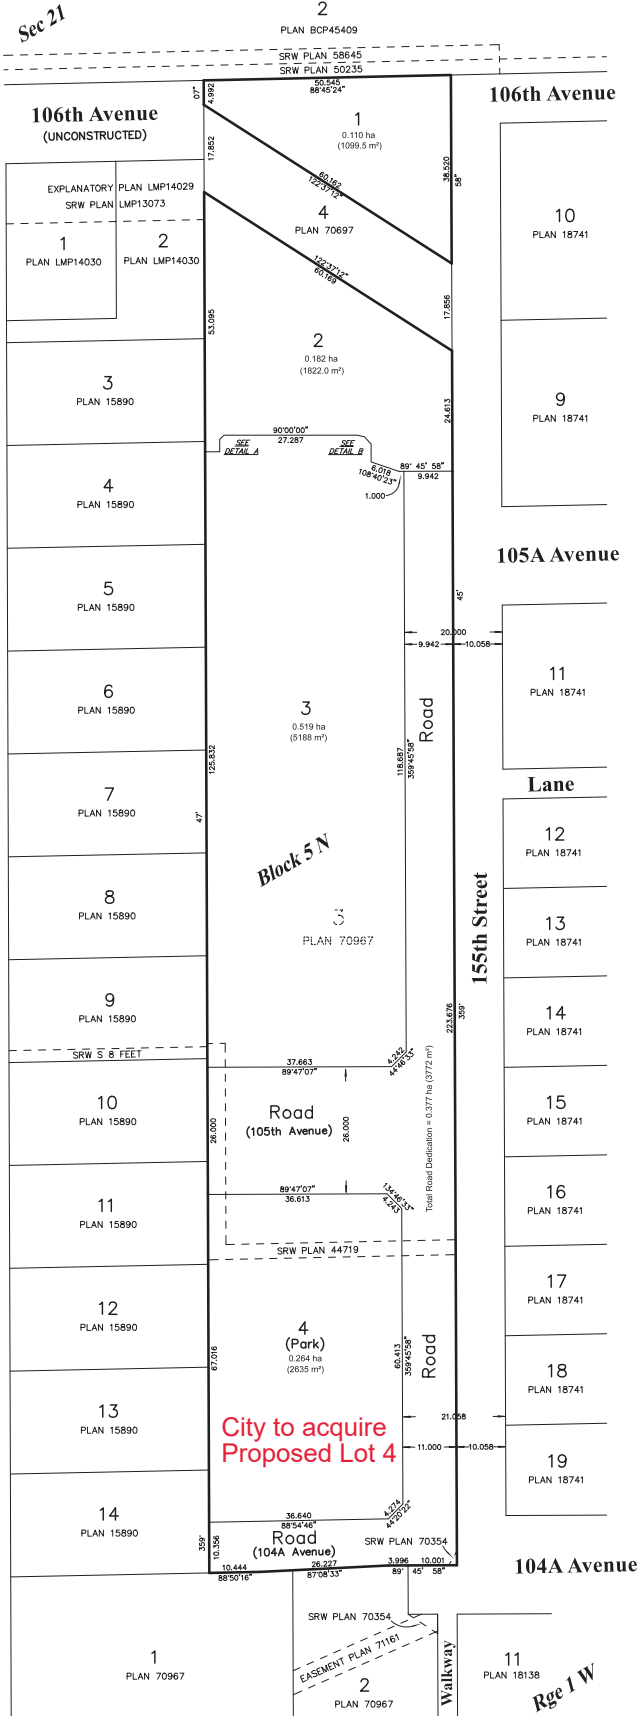 Sec 21
2
PLAN BCP45409
SRW PLAN 58645
SRW PLAN 50235
106th Avenue
(UNCONSTRUCTED)
07"
4.992
50.545
88°45'24"
106th Avenue
1
0.110 ha
(1099.5 m²)
17.852
60.162
122°37'12"
38.520
58"
EXPLANATORY PLAN LMP14029
SRW PLAN LMP13073
4
PLAN 70697
10
PLAN 18741
1
PLAN LMP14030
2
PLAN LMP14030
122°37'12"
60.169
17.856
53.095
2
0.182 ha
(1822.0 m²)
3
PLAN 15890
24.613
9
PLAN 18741
90°00'00"
27.287
SEE
DETAIL A
SEE
DETAIL B
6.018
108°40'23"
89° 45' 58"
9.942
1.000
4
PLAN 15890
105A Avenue
5
PLAN 15890
45'
20.000
9.942
10.058
6
PLAN 15890
3
0.519 ha
(5188 m²)
Road
11
PLAN 18741
125.832
118.687
359°45'58"
7
PLAN 15890
Lane
47'
12
PLAN 18741
Block 5 N
8
PLAN 15890
3
PLAN 70967
155th Street
13
PLAN 18741
9
PLAN 15890
223.676
359°
14
PLAN 18741
SRW S 8 FEET
37.663
89°47'07"
4.242
44°46'33"
10
PLAN 15890
26.000
Road
(105th Avenue)
26.000
Total Road Dedication = 0.377 ha (3772 m²)
15
PLAN 18741
89°47'07"
36.613
134°46'33"
4.243
11
PLAN 15890
16
PLAN 18741
SRW PLAN 44719
12
PLAN 15890
4
(Park)
0.264 ha
(2635 m²)
67.016
60.413
359°45'58"
Road
17
PLAN 18741
18
PLAN 18741
13
PLAN 15890
City to acquire
Proposed Lot 4
21.058
11.000
10.058
19
PLAN 18741
14
PLAN 15890
36.640
88°54'46"
4.274
44°20'22"
359°
10.356
Road
(104A Avenue)
SRW PLAN 70354
10.444
88°50'16"
26.227
87°08'33"
3.996
10.001
89° 45' 58"
104A Avenue
SRW PLAN 70354
EASEMENT PLAN 71161
1
PLAN 70967
2
PLAN 70967
Walkway
11
PLAN 18138
Rge 1 W